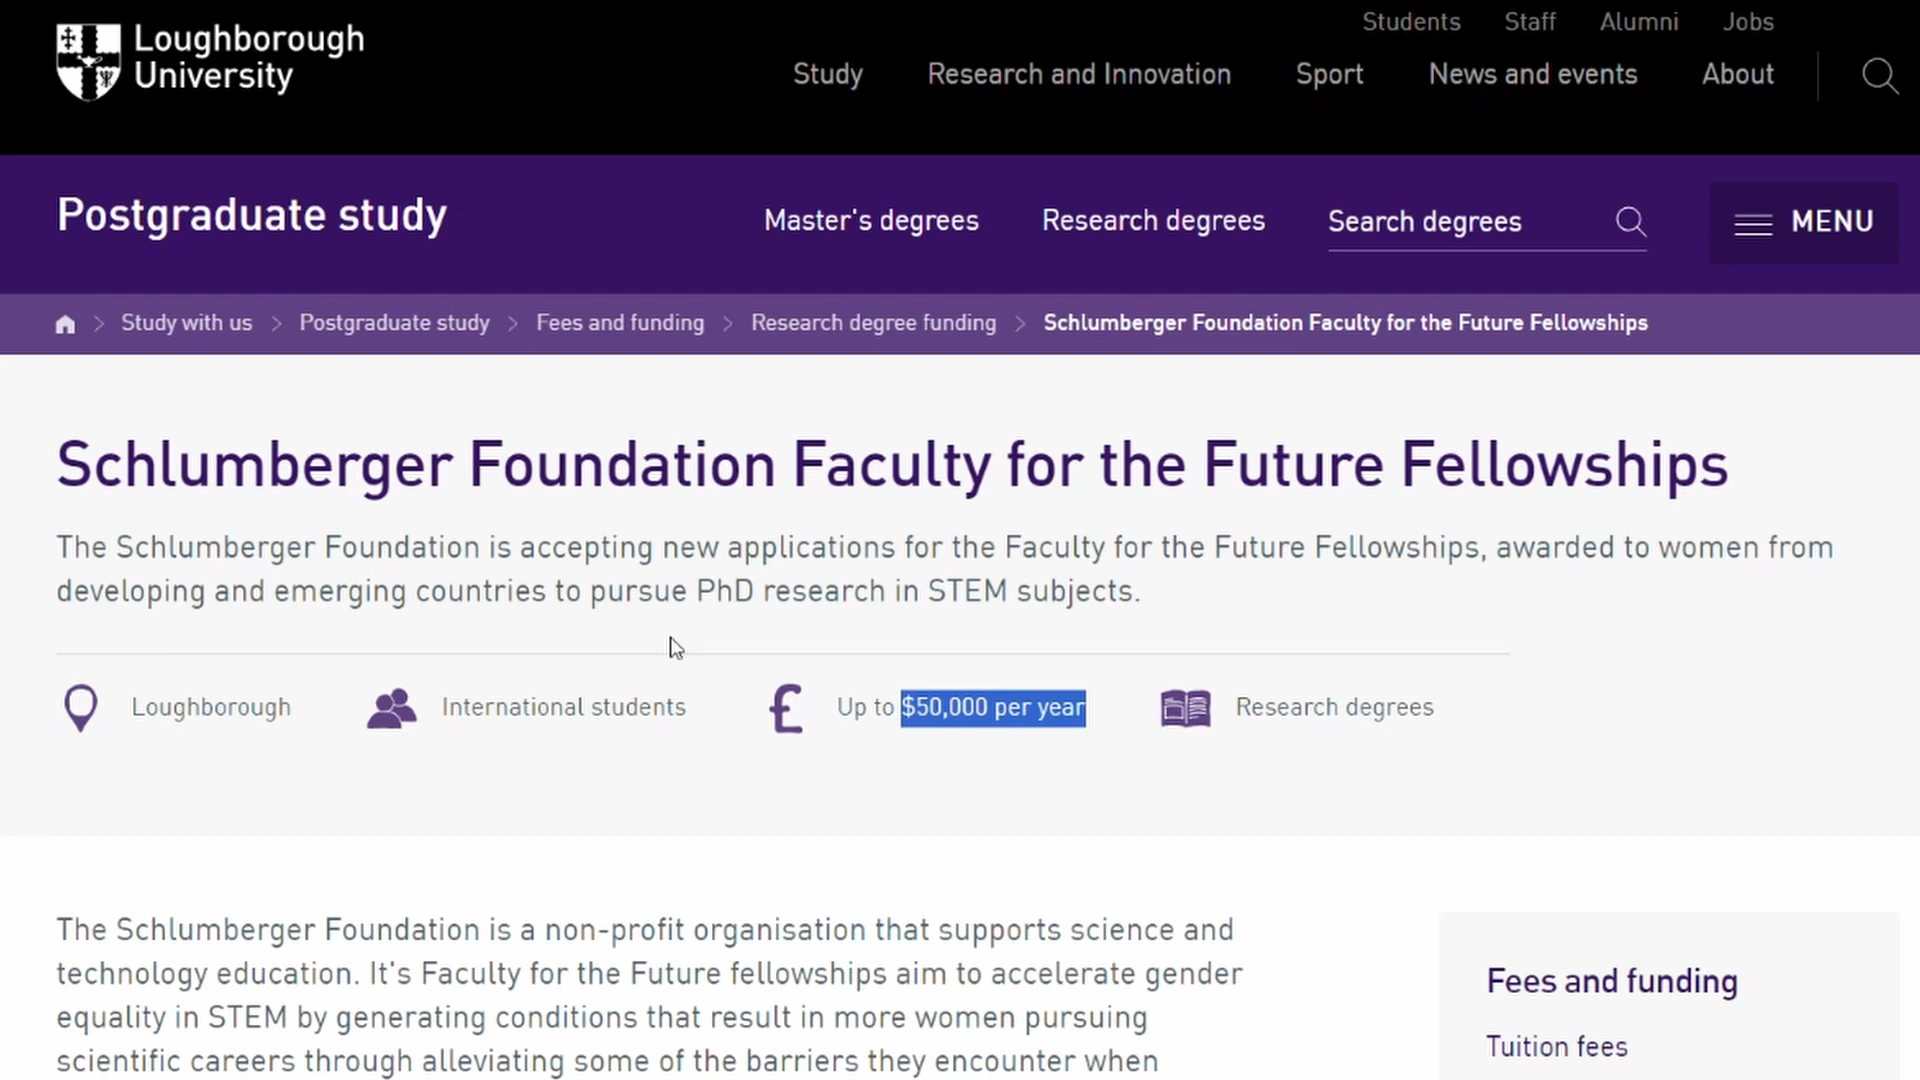 Loughborough
University
Students Staff Alumni Jobs
Study Research and Innovation Sport News and events About
Postgraduate study
Master's degrees Research degrees Search degrees MENU
Study with us Postgraduate study Fees and funding Research degree funding Schlumberger Foundation Faculty for the Future Fellowships
Schlumberger Foundation Faculty for the Future Fellowships
The Schlumberger Foundation is accepting new applications for the Faculty for the Future Fellowships, awarded to women from
developing and emerging countries to pursue PhD research in STEM subjects.
Loughborough International students £ Up to $50,000 per year Research degrees
The Schlumberger Foundation is a non-profit organisation that supports science and
technology education. It's Faculty for the Future fellowships aim to accelerate gender
equality in STEM by generating conditions that result in more women pursuing
scientific careers through alleviating some of the barriers they encounter when
Fees and funding
Tuition fees